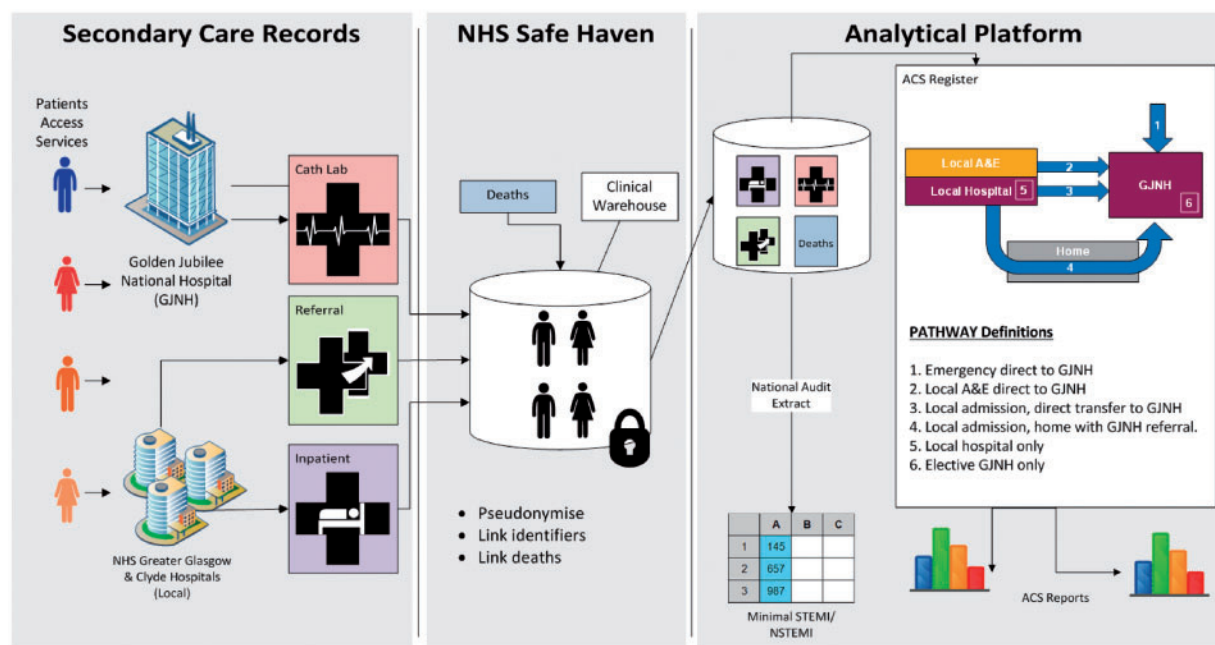 Secondary Care Records
NHS Safe Haven
Analytical Platform
Patients
Access
Services
Golden Jubilee
National Hospital
(GJNH)
NHS Greater Glasgow
& Clyde Hospitals
(Local)
Cath Lab
Referral
Inpatient
Deaths
Clinical
Warehouse
• Pseudonymise
• Link identifiers
• Link deaths
Deaths
National Audit
Extract
A B C
1 145
2 657
3 987
Minimal STEMI/
NSTEMI
ACS Register
1
Local A&E
2
Local Hospital 5
3
GJNH
6
Home
4
PATHWAY Definitions
1. Emergency direct to GJNH
2. Local A&E direct to GJNH
3. Local admission, direct transfer to GJNH
4. Local admission, home with GJNH referral.
5. Local hospital only
6. Elective GJNH only
ACS Reports